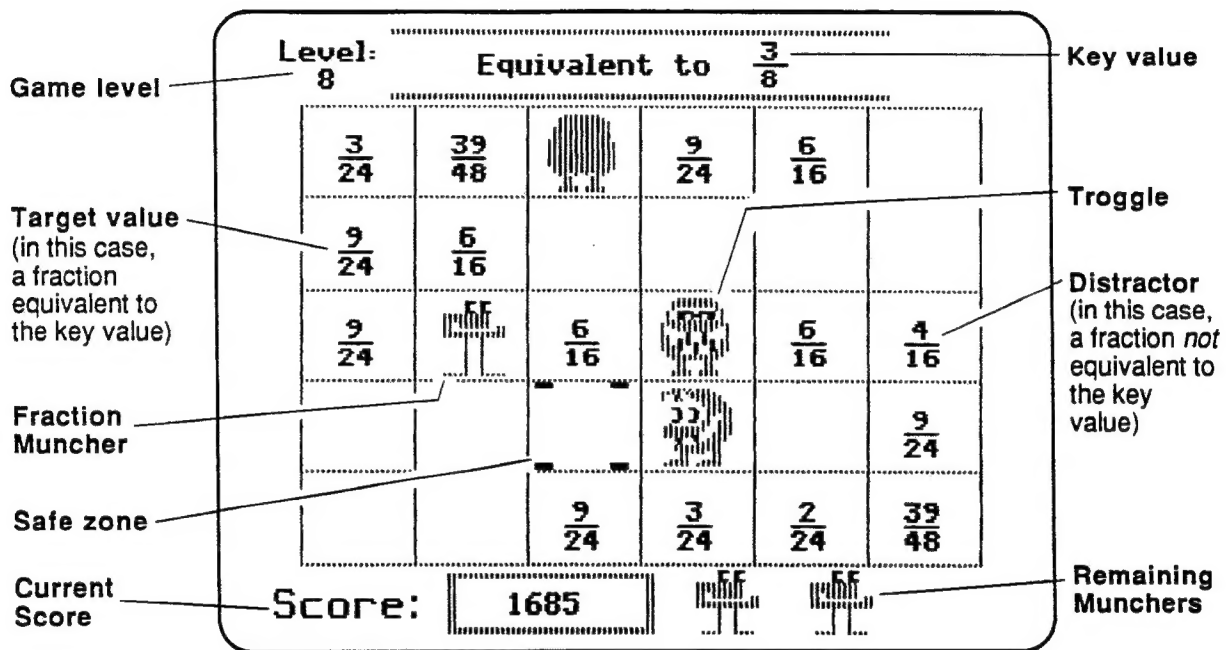 Level:
8
Equivalent to 3/8
Key value
Game level
3/24 39/48 9/24 6/16
Target value
(in this case,
a fraction
equivalent to
the key value)
9/24 6/16
Troggle
9/24 6/16 6/16 4/16
Distractor
(in this case,
a fraction not
equivalent to
the key
value)
Fraction
Muncher
9/24
Safe zone
9/24 3/24 2/24 39/48
Current
Score
Score: 1685
Remaining
Munchers